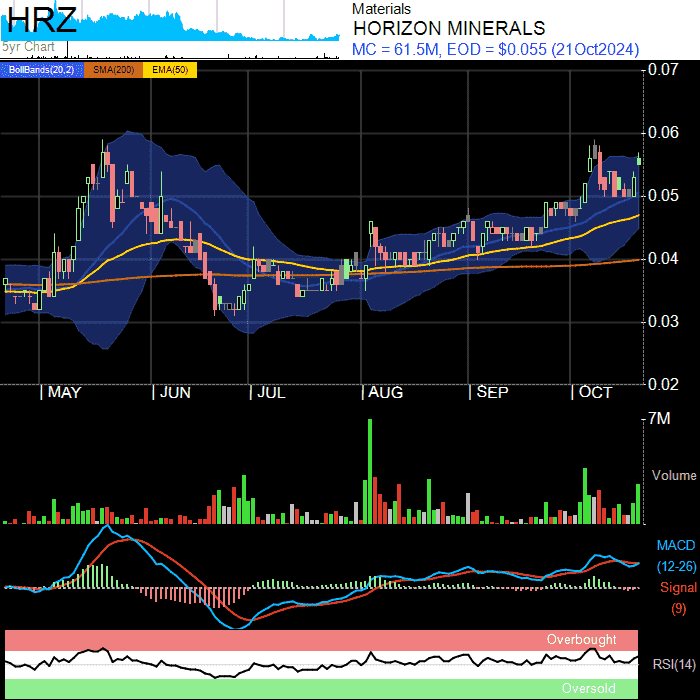 HRZ
5yr Chart
Materials
HORIZON MINERALS
MC = 61.5M, EOD = $0.055 (21Oct2024)
BollBands(20,2) SMA(200) EMA(50)
0.07
0.06
0.05
0.04
0.03
0.02
MAY JUN JUL AUG SEP OCT
7M
Volume
MACD
(12-26)
Signal
(9)
Overbought
RSI(14)
Oversold